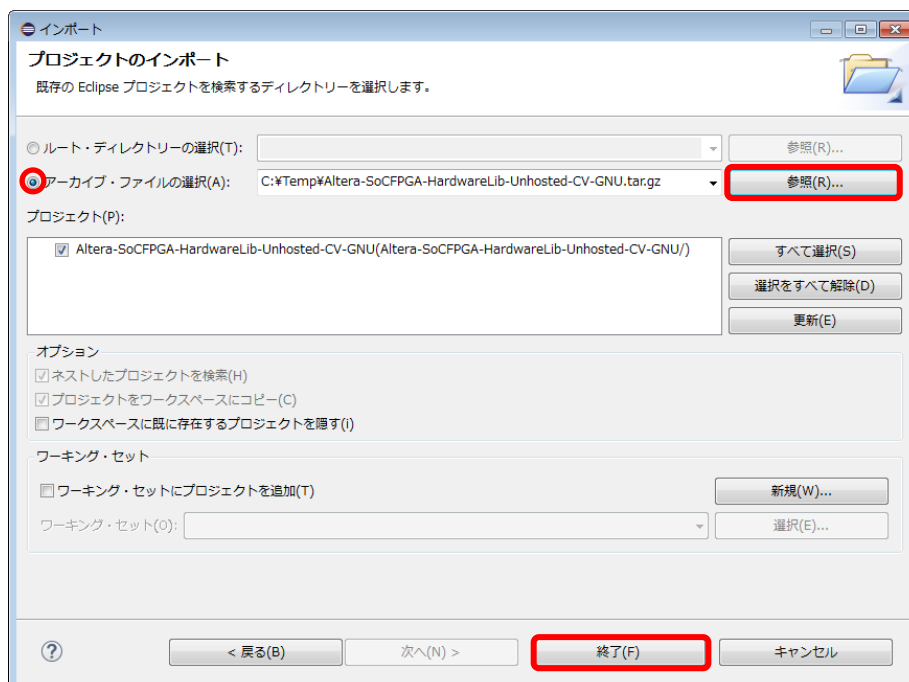 インポート
プロジェクトのインポート
既存の Eclipse プロジェクトを検索するディレクトリーを選択します。
ルート・ディレクトリーの選択(T):
参照(R)...
アーカイブ・ファイルの選択(A):
C:¥Temp¥Altera-SoCFPGA-HardwareLib-Unhosted-CV-GNU.tar.gz
参照(R)...
プロジェクト(P):
Altera-SoCFPGA-HardwareLib-Unhosted-CV-GNU(Altera-SoCFPGA-HardwareLib-Unhosted-CV-GNU/)
すべて選択(S)
選択をすべて解除(D)
更新(E)
オプション
ネストしたプロジェクトを検索(H)
プロジェクトをワークスペースにコピー(C)
ワークスペースに既に存在するプロジェクトを隠す(i)
ワーキング・セット
ワーキング・セットにプロジェクトを追加(T)
新規(W)...
ワーキング・セット(O):
選択(E)...
?
< 戻る(B)
次へ(N) >
終了(F)
キャンセル